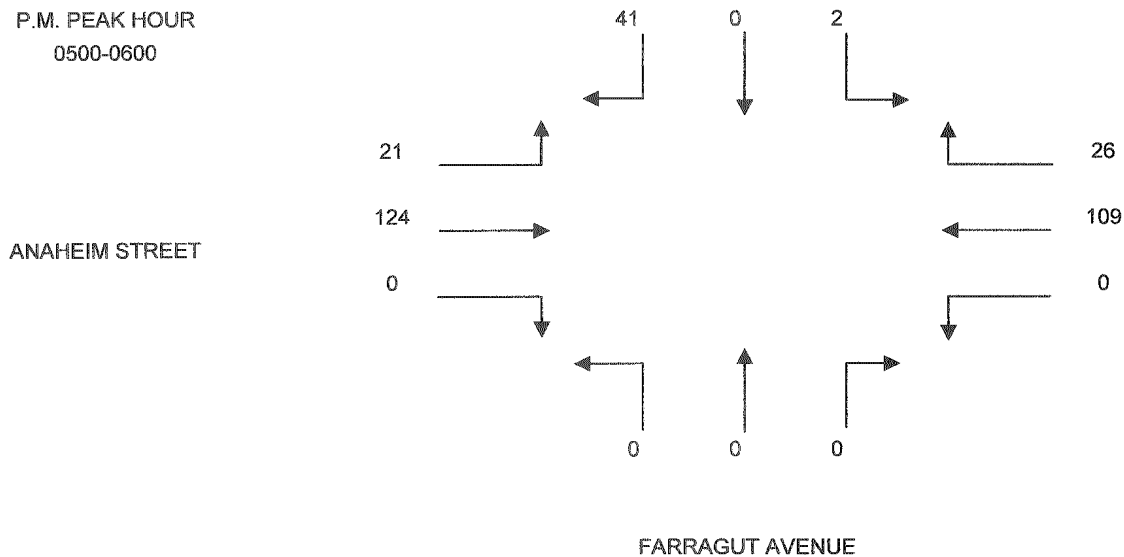 P.M. PEAK HOUR
0500-0600
41 0 2
21 26
124 109
ANAHEIM STREET
0 0
0 0 0
FARRAGUT AVENUE